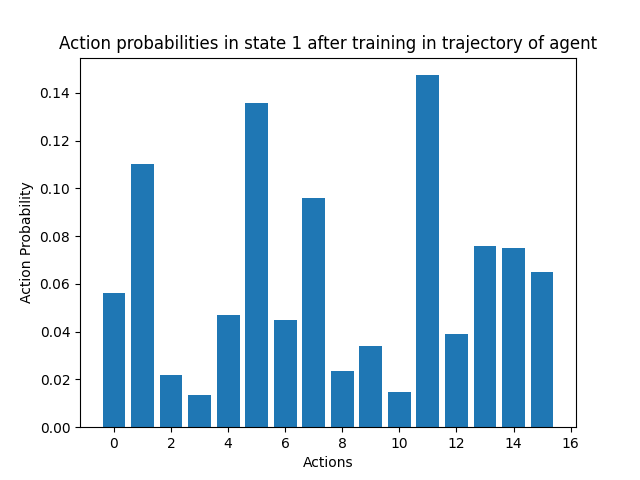 Action probabilities in state 1 after training in trajectory of agent
Action Probability
0.14
0.12
0.10
0.08
0.06
0.04
0.02
0.00
0 2 4 6 8 10 12 14 16
Actions